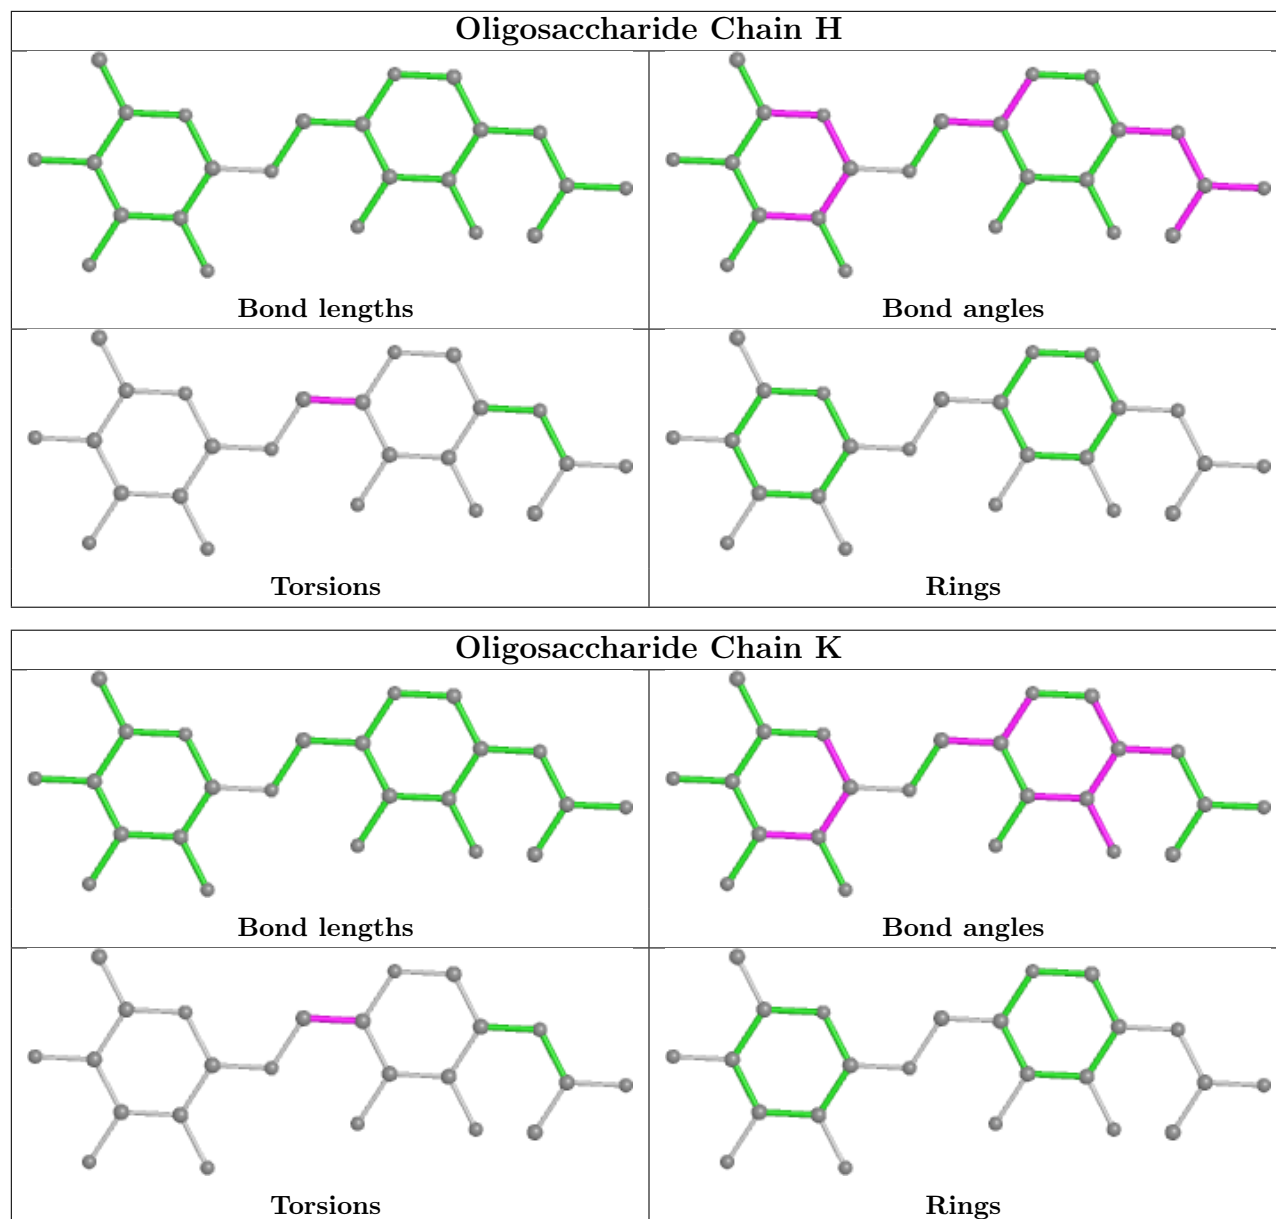 Oligosaccharide Chain H
Bond lengths
Bond angles
Torsions
Rings
Oligosaccharide Chain K
Bond lengths
Bond angles
Torsions
Rings